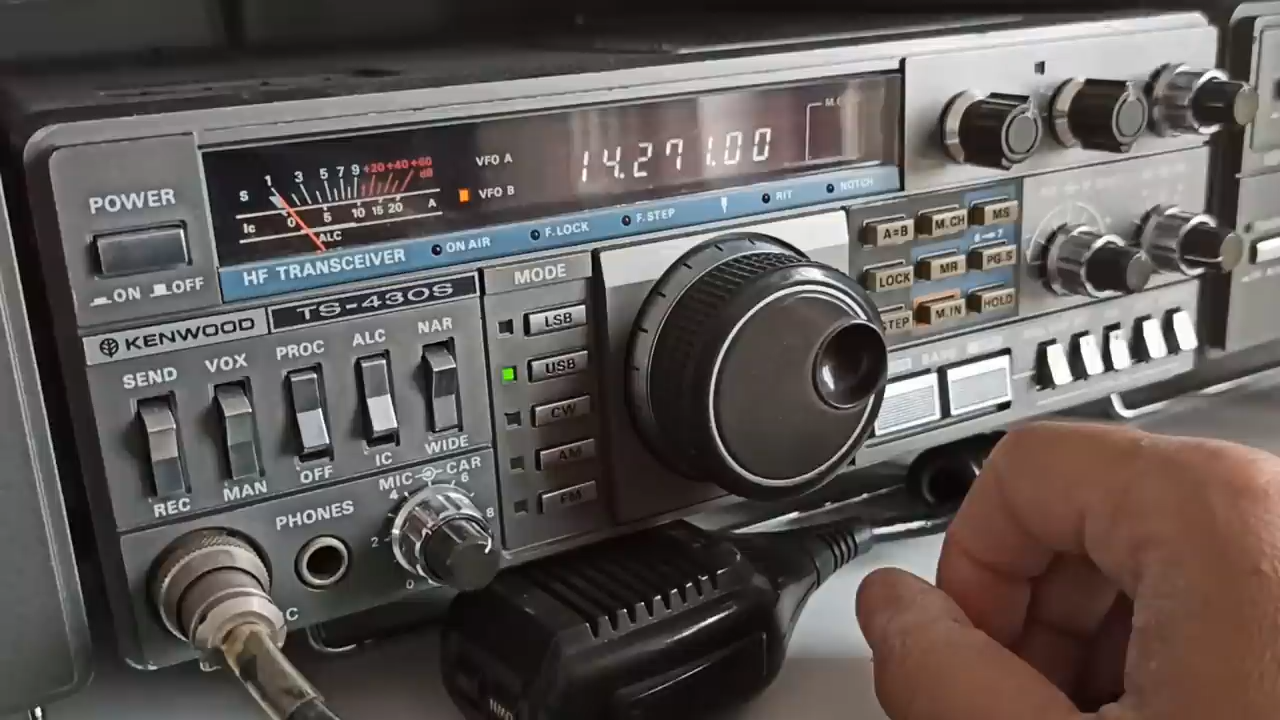 POWER
ON OFF
S 1 3 5 7 9 +20 +40 +60 dB
Ic 0 5 10 15 20 A
ALC
VFO A
VFO B
14.271.00
HF TRANSCEIVER
ON AIR
F.LOCK
F.STEP
RIT
NOTCH
KENWOOD
TS-430S
SEND
VOX
PROC
ALC
NAR
REC
MAN
OFF
IC
WIDE
MODE
LSB
USB
CW
AM
FM
PHONES
MIC CAR
0 2 4 6 8
A=B
M.CH
MS
LOCK
MR
PG.S
M.IN
HOLD